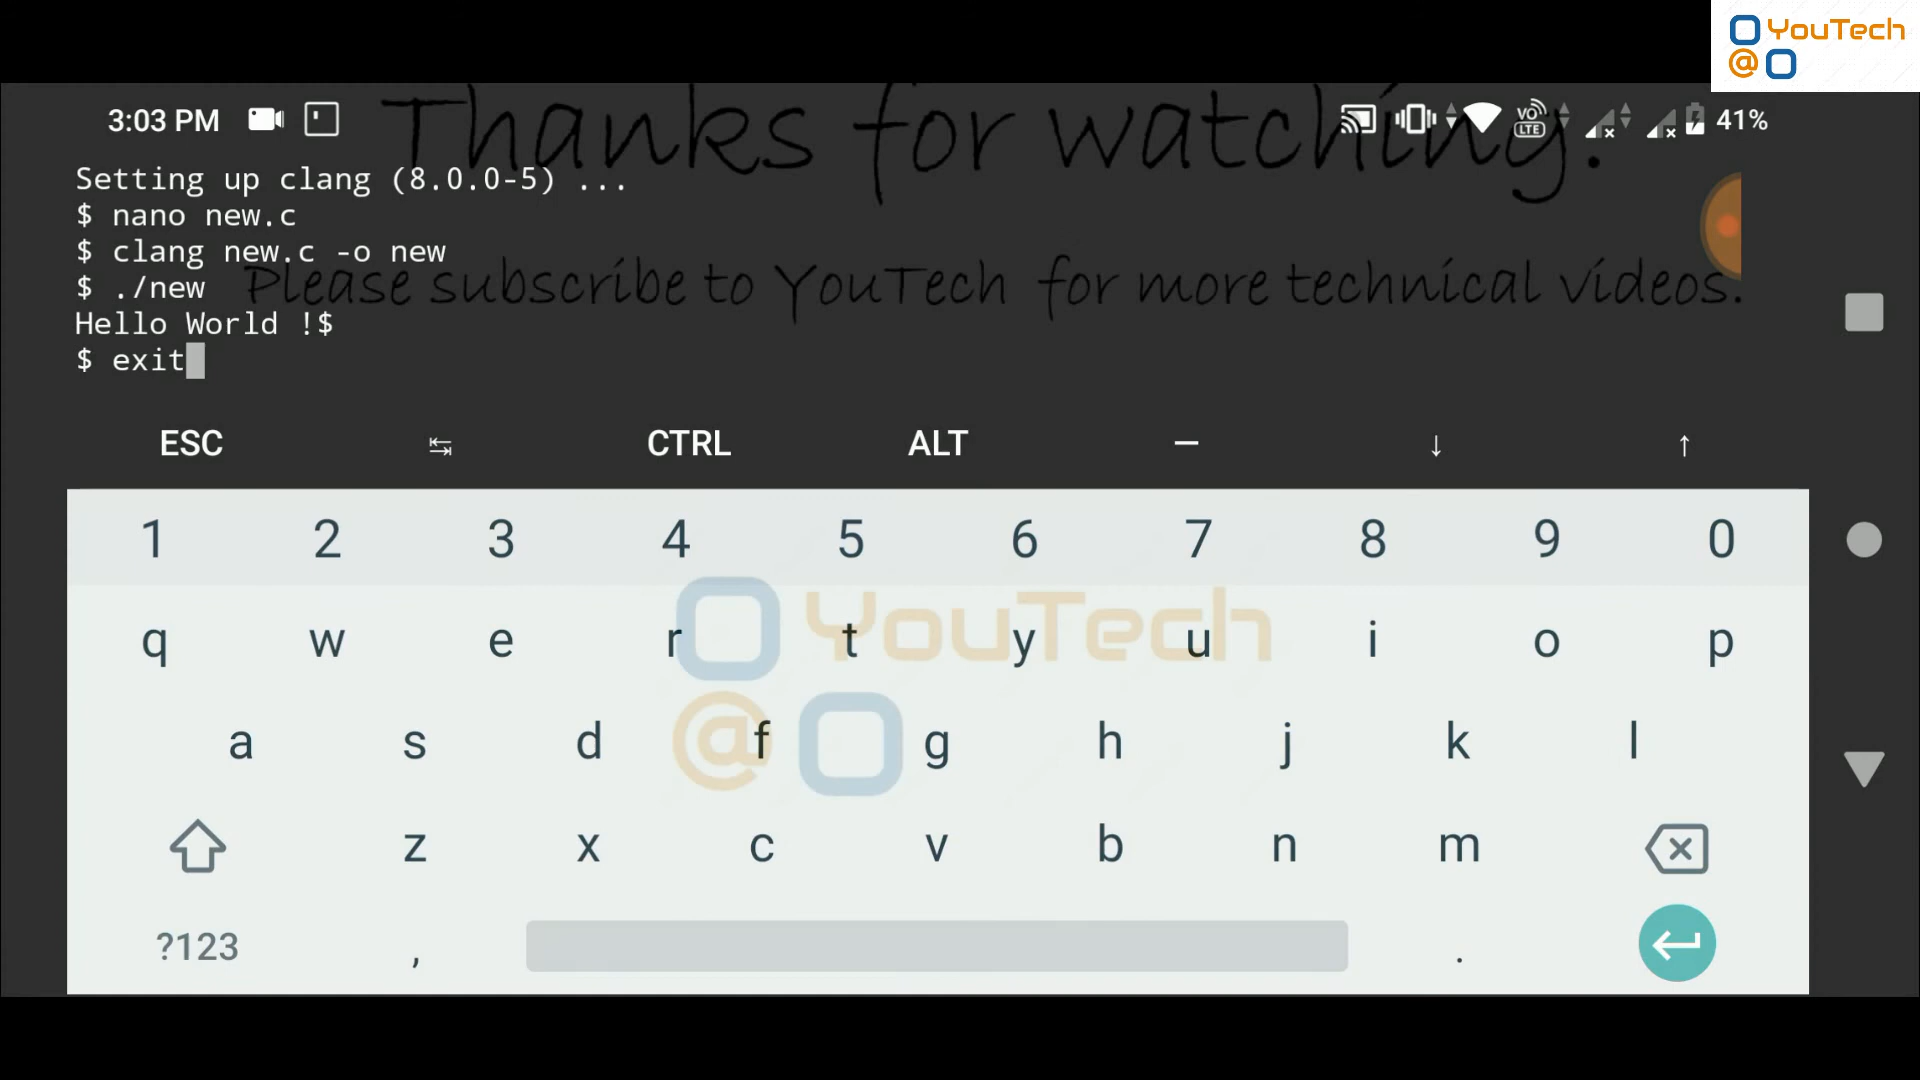 YouTech
@
Thanks for watching.
3:03 PM
VO LTE
41%
Setting up clang (8.0.0-5) ...
$ nano new.c
$ clang new.c -o new
Please subscribe to YouTech for more technical videos.
$ ./new
Hello World !$
$ exit
ESC ↹ CTRL ALT — ↓ ↑
1 2 3 4 5 6 7 8 9 0
q w e r t y u i o p
YouTech
a s d f g h j k l
@
z x c v b n m
?123 , .